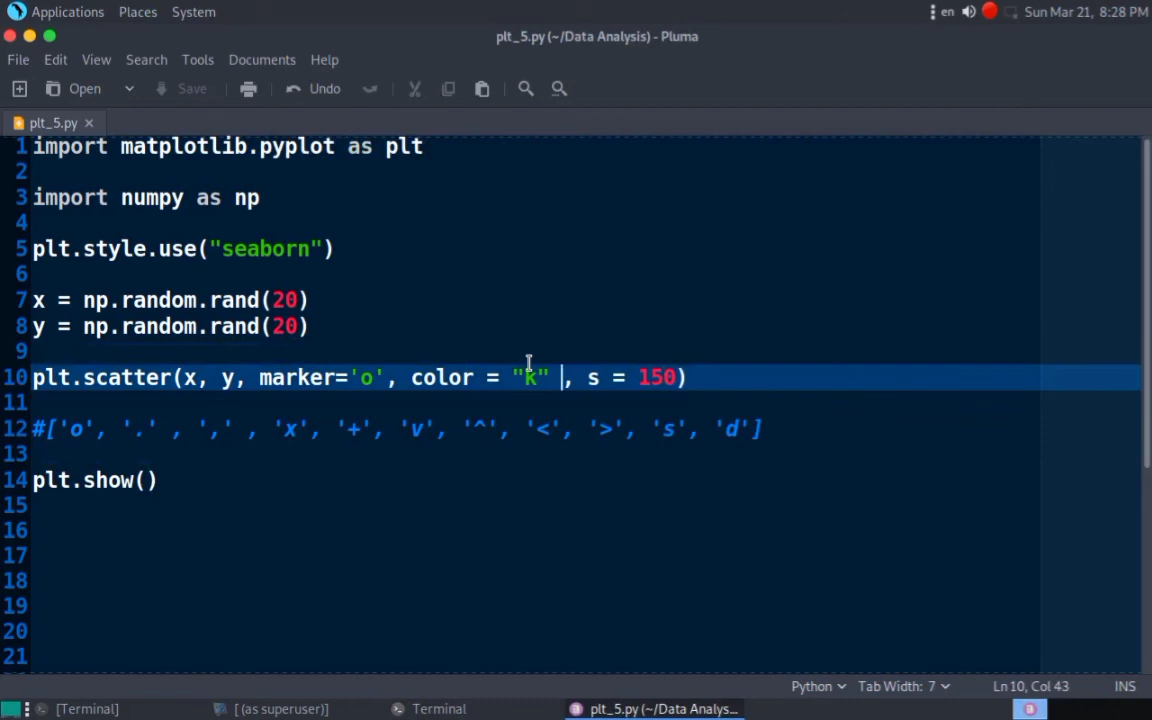 Applications Places System en Sun Mar 21, 8:28 PM
plt_5.py (~/Data Analysis) - Pluma
File Edit View Search Tools Documents Help
Open Save Undo
plt_5.py ×
1 import matplotlib.pyplot as plt
2
3 import numpy as np
4
5 plt.style.use("seaborn")
6
7 x = np.random.rand(20)
8 y = np.random.rand(20)
9
10 plt.scatter(x, y, marker='o', color = "k" , s = 150)
11
12 #['o', '.' , ',' , 'x', '+', 'v', '^', '<', '>', 's', 'd']
13
14 plt.show()
15
16
17
18
19
20
21
Python Tab Width: 7 Ln 10, Col 43 INS
[Terminal] [ (as superuser)] Terminal plt_5.py (~/Data Analys...